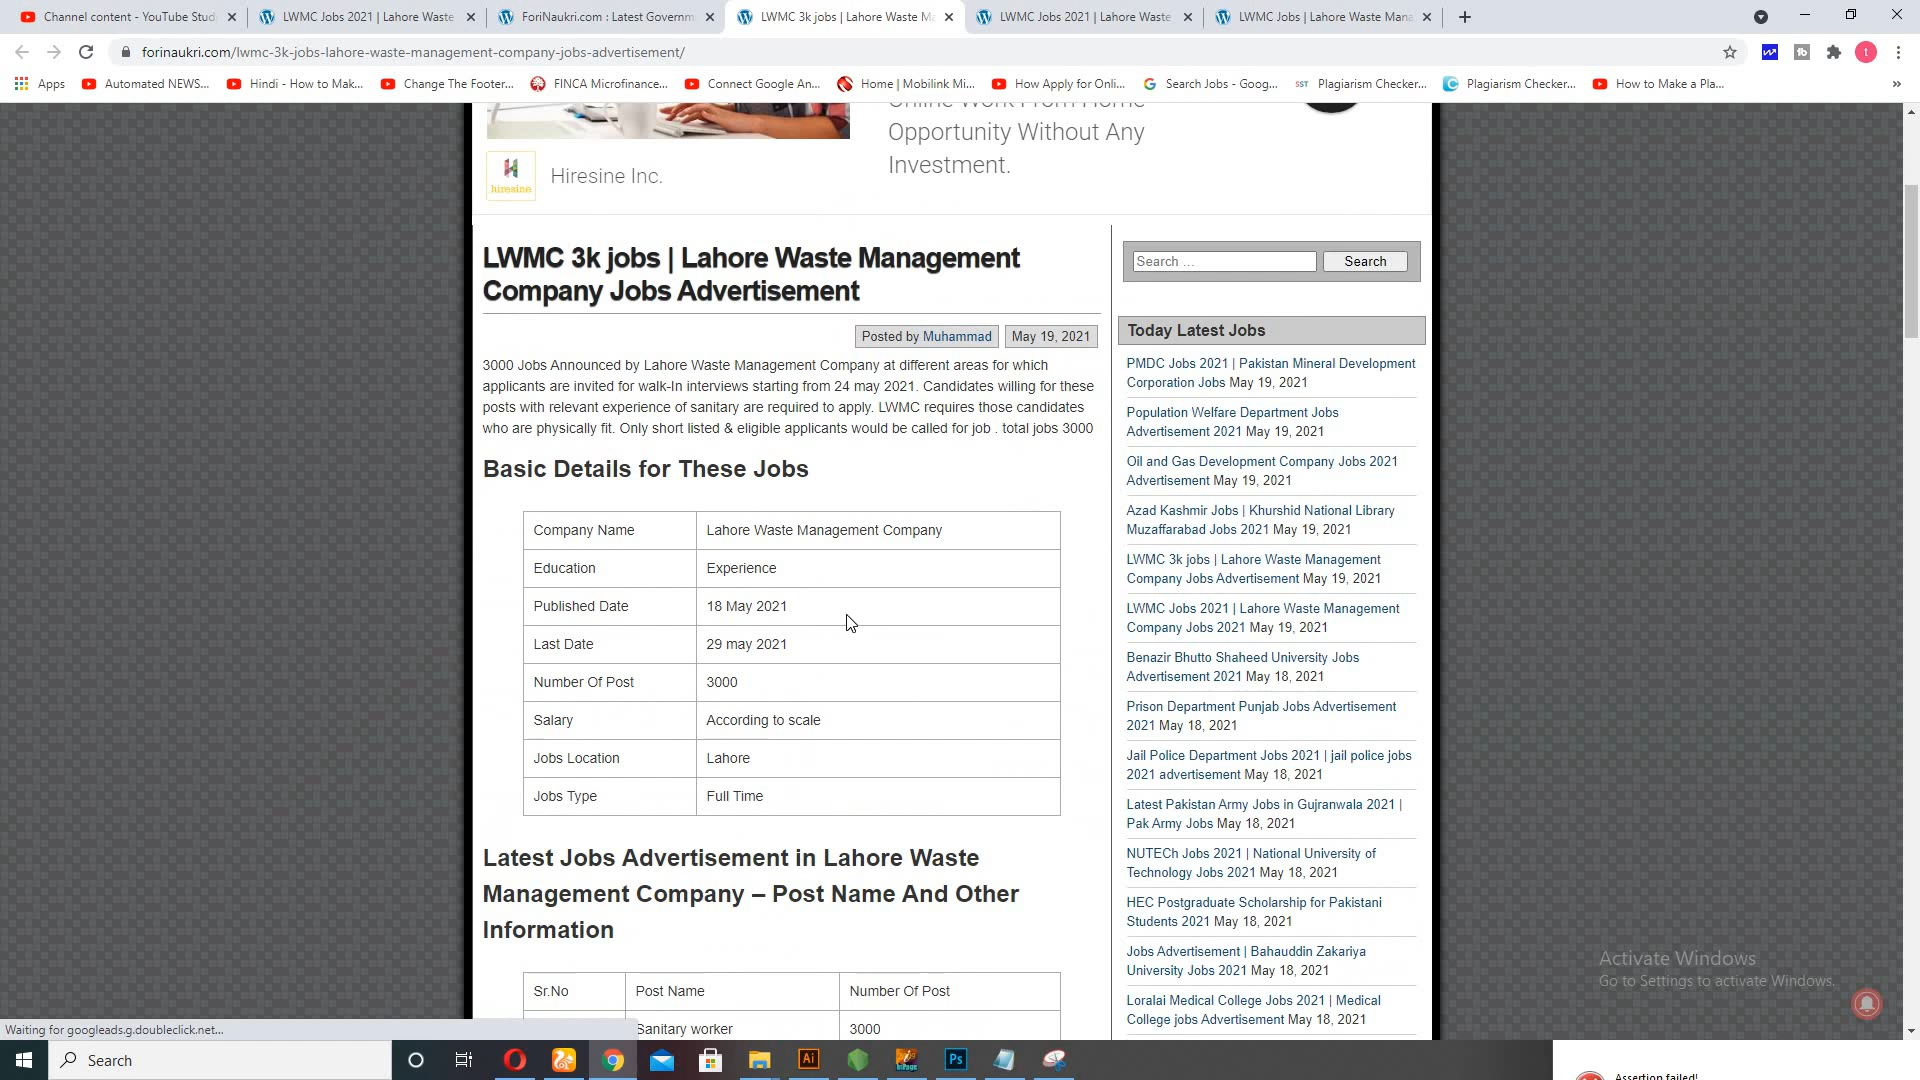 Channel content - YouTube Stud
LWMC Jobs 2021 | Lahore Waste
ForiNaukri.com : Latest Governm
LWMC 3k jobs | Lahore Waste Ma
LWMC Jobs 2021 | Lahore Waste
LWMC Jobs | Lahore Waste Mana
forinaukri.com/lwmc-3k-jobs-lahore-waste-management-company-jobs-advertisement/
t
Apps
Automated NEWS...
Hindi - How to Mak...
Change The Footer...
FINCA Microfinance...
Connect Google An...
Home | Mobilink Mi...
How Apply for Onli...
Search Jobs - Goog...
SST
Plagiarism Checker...
Plagiarism Checker...
How to Make a Pla...
»
Online Work From Home
Opportunity Without Any
Investment.
hiresine
Hiresine Inc.
LWMC 3k jobs | Lahore Waste Management
Company Jobs Advertisement
Posted by Muhammad
May 19, 2021
3000 Jobs Announced by Lahore Waste Management Company at different areas for which
applicants are invited for walk-In interviews starting from 24 may 2021. Candidates willing for these
posts with relevant experience of sanitary are required to apply. LWMC requires those candidates
who are physically fit. Only short listed & eligible applicants would be called for job . total jobs 3000
Basic Details for These Jobs
Company Name Lahore Waste Management Company
Education Experience
Published Date 18 May 2021
Last Date 29 may 2021
Number Of Post 3000
Salary According to scale
Jobs Location Lahore
Jobs Type Full Time
Latest Jobs Advertisement in Lahore Waste
Management Company – Post Name And Other
Information
Sr.No Post Name Number Of Post
Sanitary worker 3000
Search ...
Search
Today Latest Jobs
PMDC Jobs 2021 | Pakistan Mineral Development
Corporation Jobs May 19, 2021
Population Welfare Department Jobs
Advertisement 2021 May 19, 2021
Oil and Gas Development Company Jobs 2021
Advertisement May 19, 2021
Azad Kashmir Jobs | Khurshid National Library
Muzaffarabad Jobs 2021 May 19, 2021
LWMC 3k jobs | Lahore Waste Management
Company Jobs Advertisement May 19, 2021
LWMC Jobs 2021 | Lahore Waste Management
Company Jobs 2021 May 19, 2021
Benazir Bhutto Shaheed University Jobs
Advertisement 2021 May 18, 2021
Prison Department Punjab Jobs Advertisement
2021 May 18, 2021
Jail Police Department Jobs 2021 | jail police jobs
2021 advertisement May 18, 2021
Latest Pakistan Army Jobs in Gujranwala 2021 |
Pak Army Jobs May 18, 2021
NUTECh Jobs 2021 | National University of
Technology Jobs 2021 May 18, 2021
HEC Postgraduate Scholarship for Pakistani
Students 2021 May 18, 2021
Jobs Advertisement | Bahauddin Zakariya
University Jobs 2021 May 18, 2021
Loralai Medical College Jobs 2021 | Medical
College jobs Advertisement May 18, 2021
Activate Windows
Go to Settings to activate Windows.
Waiting for googleads.g.doubleclick.net...
Search
Ai
Ps
Assertion failed!